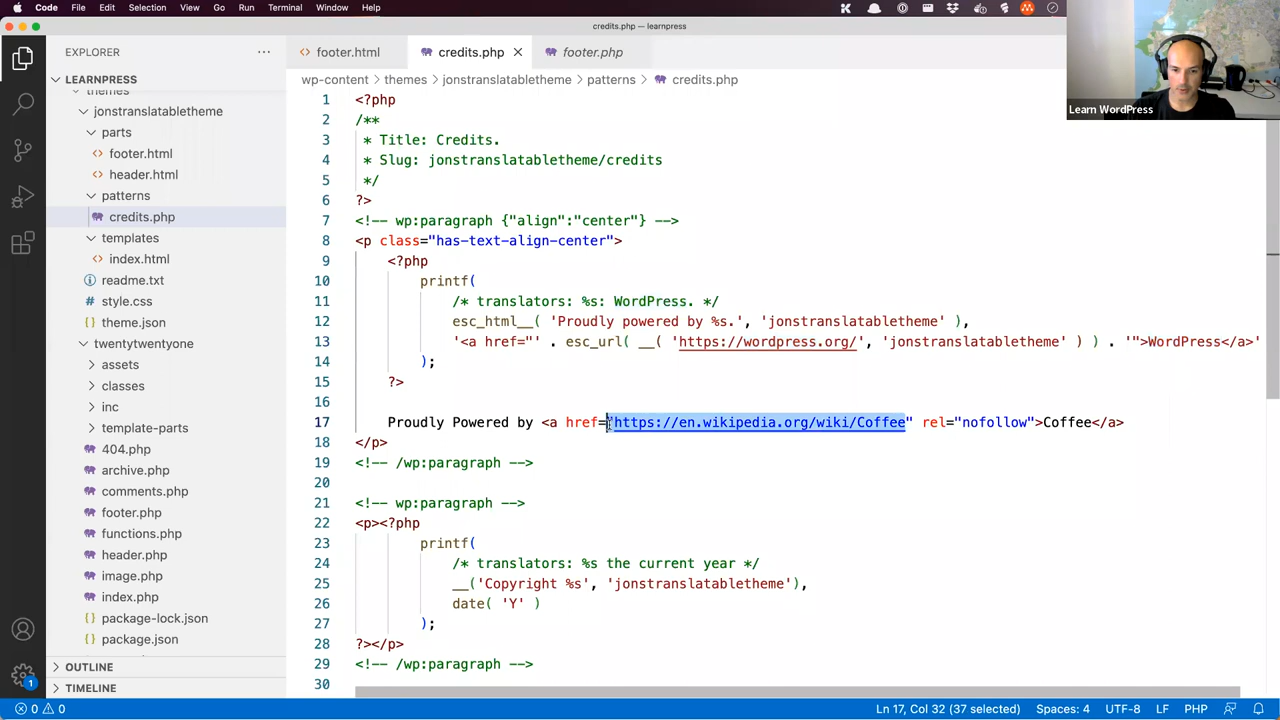 Code File Edit Selection View Go Run Terminal Window Help
credits.php — learnpress
EXPLORER
footer.html credits.php footer.php
LEARNPRESS
wp-content themes jonstranslatabletheme patterns credits.php
themes
jonstranslatabletheme
parts
footer.html
header.html
patterns
credits.php
templates
index.html
readme.txt
style.css
theme.json
twentytwentyone
assets
classes
inc
template-parts
404.php
archive.php
comments.php
footer.php
functions.php
header.php
image.php
index.php
package-lock.json
package.json
OUTLINE
TIMELINE
1 <?php
2 /**
3 * Title: Credits.
4 * Slug: jonstranslatabletheme/credits
5 */
6 ?>
7 <!-- wp:paragraph {"align":"center"} -->
8 <p class="has-text-align-center">
9 <?php
10 printf(
11 /* translators: %s: WordPress. */
12 esc_html__( 'Proudly powered by %s.', 'jonstranslatabletheme' ),
13 '<a href="' . esc_url( __( 'https://wordpress.org/', 'jonstranslatabletheme' ) ) . '">WordPress</a>'
14 );
15 ?>
16
17 Proudly Powered by <a href="https://en.wikipedia.org/wiki/Coffee" rel="nofollow">Coffee</a>
18 </p>
19 <!-- /wp:paragraph -->
20
21 <!-- wp:paragraph -->
22 <p><?php
23 printf(
24 /* translators: %s the current year */
25 __('Copyright %s', 'jonstranslatabletheme'),
26 date( 'Y' )
27 );
28 ?></p>
29 <!-- /wp:paragraph -->
30
Learn WordPress
1
0 0
Ln 17, Col 32 (37 selected) Spaces: 4 UTF-8 LF PHP